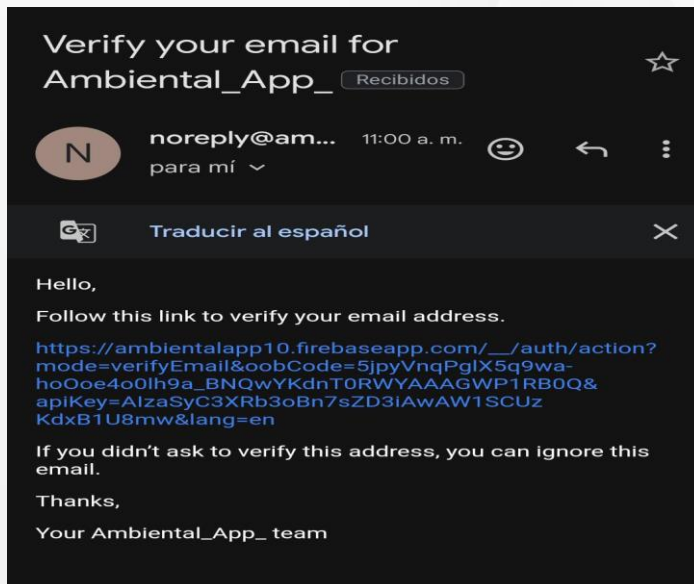 Verify your email for
Ambiental_App_ Recibidos
N
noreply@am... 11:00 a. m.
para mí
Traducir al español
Hello,
Follow this link to verify your email address.
https://ambientalapp10.firebaseapp.com/__/auth/action?
mode=verifyEmail&oobCode=5jpyVnqPglX5q9wa-
hoOoe4o0lh9a_BNQwYKdnT0RWYAAAGWP1RB0Q&
apiKey=AIzaSyC3XRb3oBn7sZD3iAwAW1SCUz
KdxB1U8mw&lang=en
If you didn't ask to verify this address, you can ignore this
email.
Thanks,
Your Ambiental_App_ team